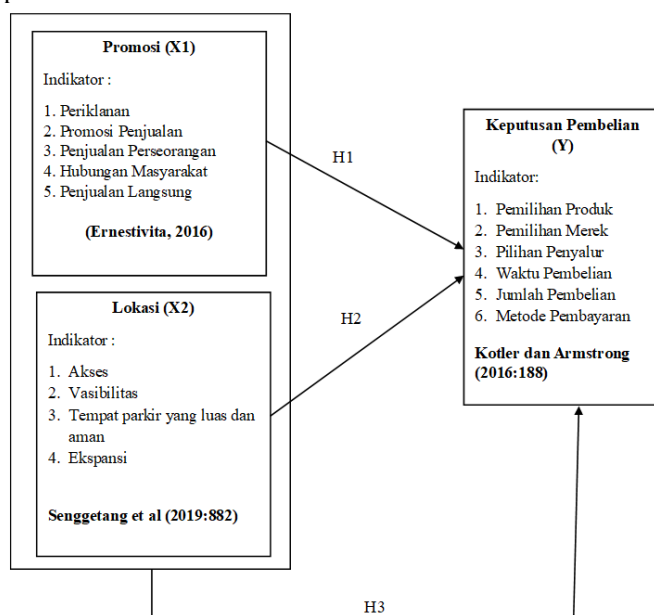 Promosi (X1)
Indikator :
1. Periklanan
2. Promosi Penjualan
3. Penjualan Perseorangan
4. Hubungan Masyarakat
5. Penjualan Langsung
(Ernestivita, 2016)
H1
Lokasi (X2)
Indikator :
1. Akses
2. Vasibilitas
3. Tempat parkir yang luas dan
aman
4. Ekspansi
Senggetang et al (2019:882)
H2
Keputusan Pembelian
(Y)
Indikator:
1. Pemilihan Produk
2. Pemilihan Merek
3. Pilihan Penyalur
4. Waktu Pembelian
5. Jumlah Pembelian
6. Metode Pembayaran
Kotler dan Armstrong
(2016:188)
H3